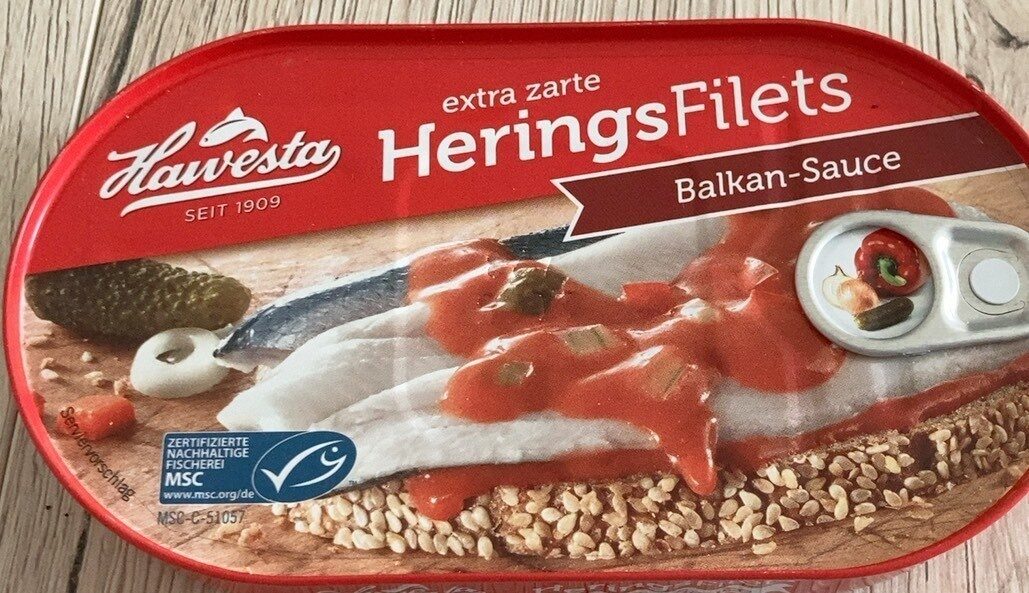 extra zarte
HeringsFilets
Balkan-Sauce
Hawesta
SEIT 1909
ZERTIFIZIERTE
NACHHALTIGE
FISCHEREI
MSC
www.msc.org/de
MSC-C-51057
Serviervorschlag